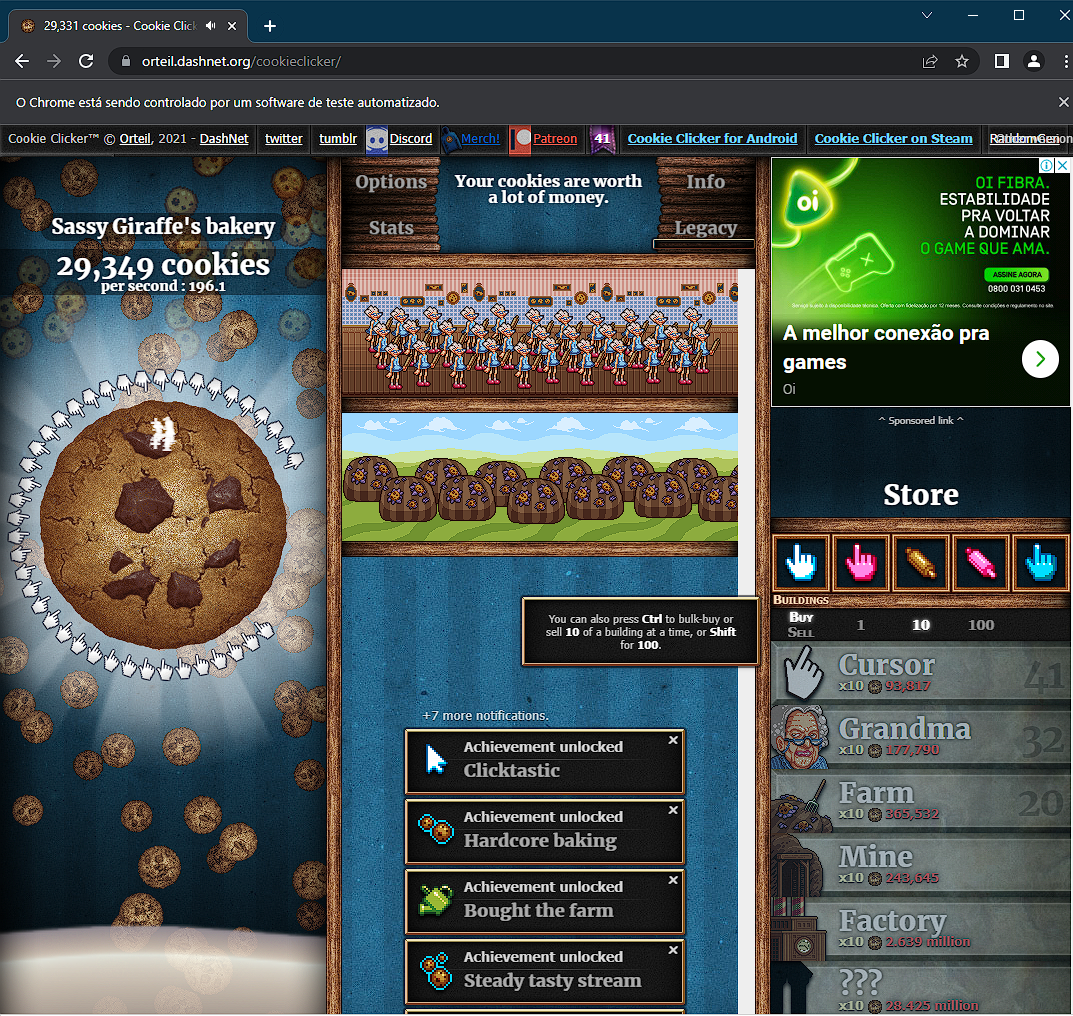 29,331 cookies - Cookie Click
orteil.dashnet.org/cookieclicker/
O Chrome está sendo controlado por um software de teste automatizado.
Cookie Clicker™ © Orteil, 2021 - DashNet
twitter
tumblr
Discord
Merch!
Patreon
41
Cookie Clicker for Android
Cookie Clicker on Steam
Sassy Giraffe's bakery
29,349 cookies
per second : 196.1
Options
Stats
Your cookies are worth
a lot of money.
Info
Legacy
You can also press Ctrl to bulk-buy or
sell 10 of a building at a time, or Shift
for 100.
+7 more notifications.
Achievement unlocked
Clicktastic
Achievement unlocked
Hardcore baking
Achievement unlocked
Bought the farm
Achievement unlocked
Steady tasty stream
oi
OI FIBRA.
ESTABILIDADE
PRA VOLTAR
A DOMINAR
O GAME QUE AMA.
ASSINE AGORA
0800 031 0453
A melhor conexão pra
games
Oi
^ Sponsored link ^
Store
Buildings
Buy
Sell
1
10
100
Cursor
x10 93,817
41
Grandma
x10 177,790
32
Farm
x10 365,532
20
Mine
x10 243,645
Factory
x10 2.639 million
???
x10 28.425 million